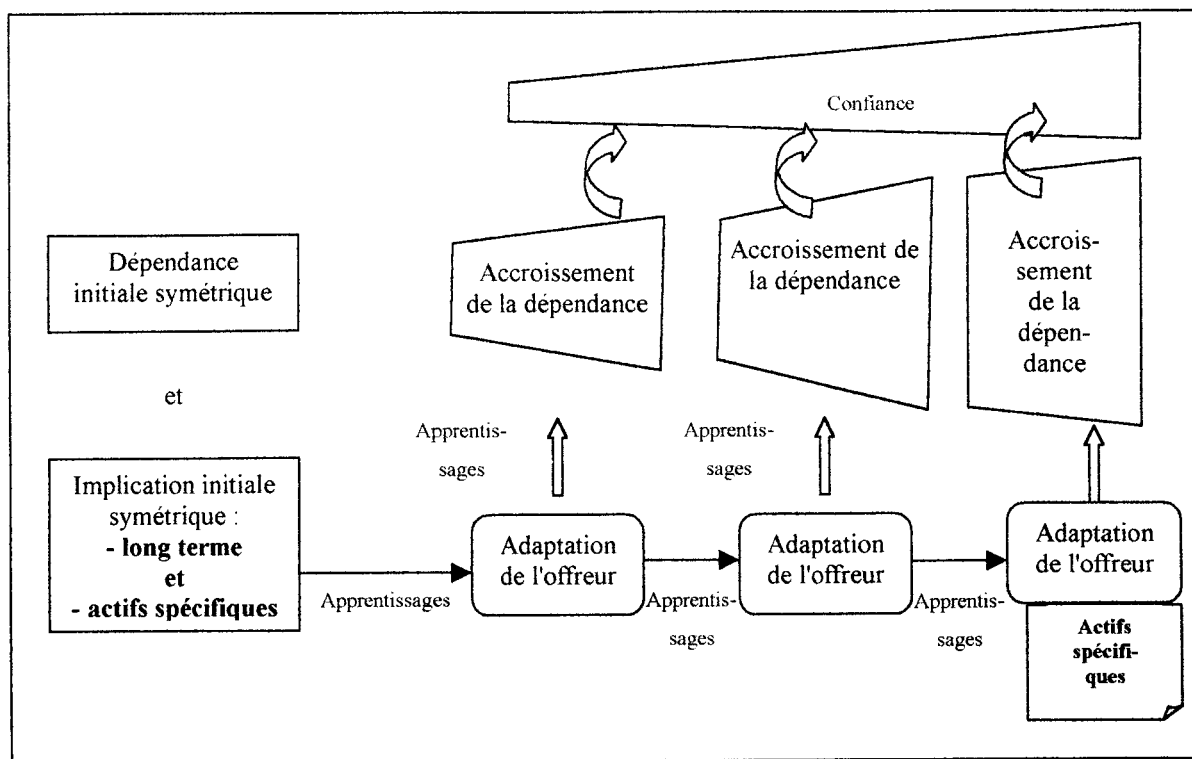 Confiance
Dépendance
initiale symétrique
Accroissement
de la dépendance
Accroissement de
la dépendance
Accrois-
sement
de la
dépen-
dance
et
Apprentis-
sages
Apprentis-
sages
Implication initiale
symétrique :
- long terme
et
- actifs spécifiques
Apprentissages
Adaptation
de l'offreur
Apprentis-
sages
Adaptation
de l'offreur
Apprentis-
sages
Adaptation
de l'offreur
Actifs
spécifi-
ques